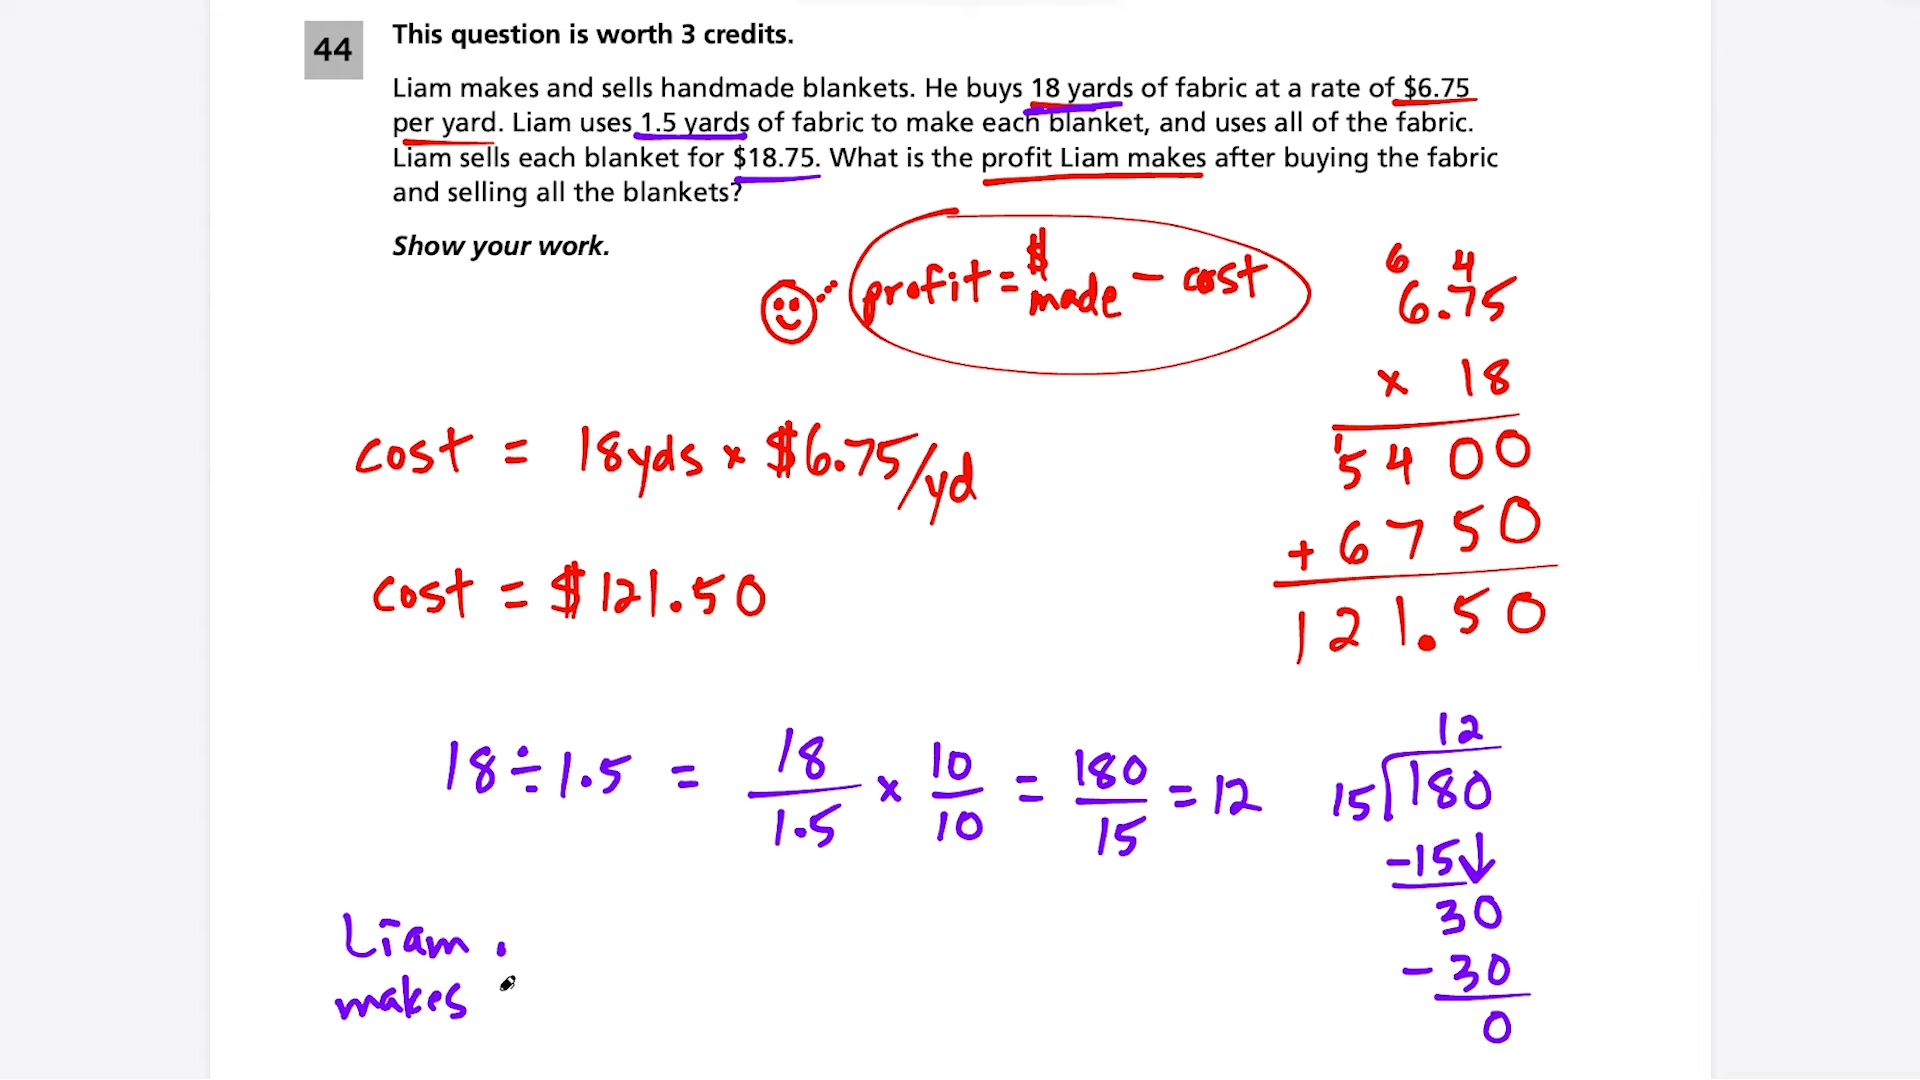 44
This question is worth 3 credits.
Liam makes and sells handmade blankets. He buys 18 yards of fabric at a rate of $6.75
per yard. Liam uses 1.5 yards of fabric to make each blanket, and uses all of the fabric.
Liam sells each blanket for $18.75. What is the profit Liam makes after buying the fabric
and selling all the blankets?
Show your work.
profit = $ made - cost
6 4
6.75
x 18
1
5400
+ 6750
121.50
cost = 18yds x $6.75/yd
cost = $121.50
18 ÷ 1.5 = 18/1.5 x 10/10 = 180/15 = 12
12
15 180
-15↓
30
-30
0
Liam :
makes